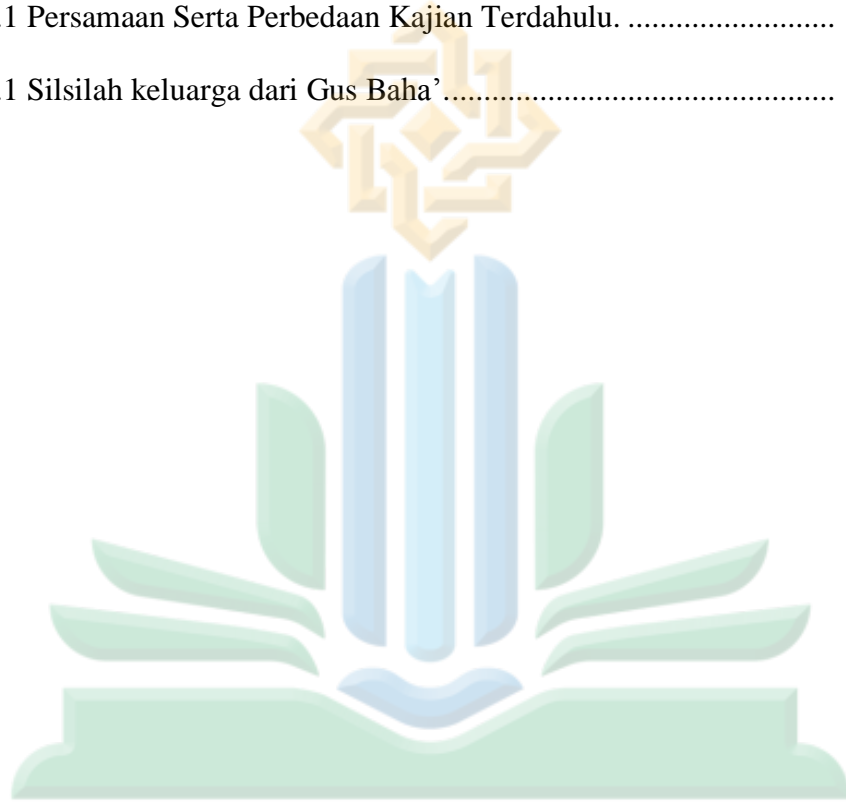 .1 Persamaan Serta Perbedaan Kajian Terdahulu. ..........................
.1 Silsilah keluarga dari Gus Baha’.................................................